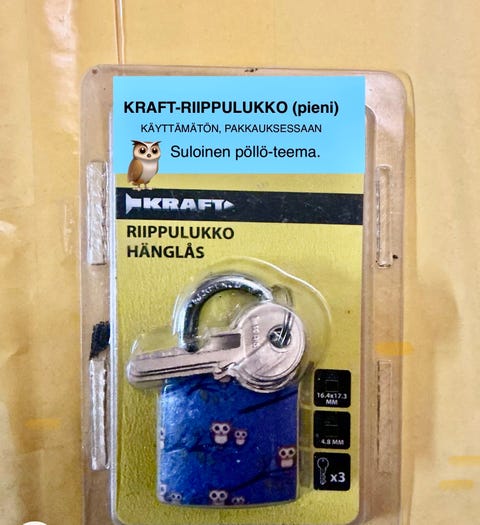 KRAFT-RIIPPULUKKO (pieni)
KÄYTTÄMÄTÖN, PAKKAUKSESSAAN
Suloinen pöllö-teema.
KRAFT
RIIPPULUKKO
HÄNGLÅS
16.4x17.3
MM
4.8 MM
x3